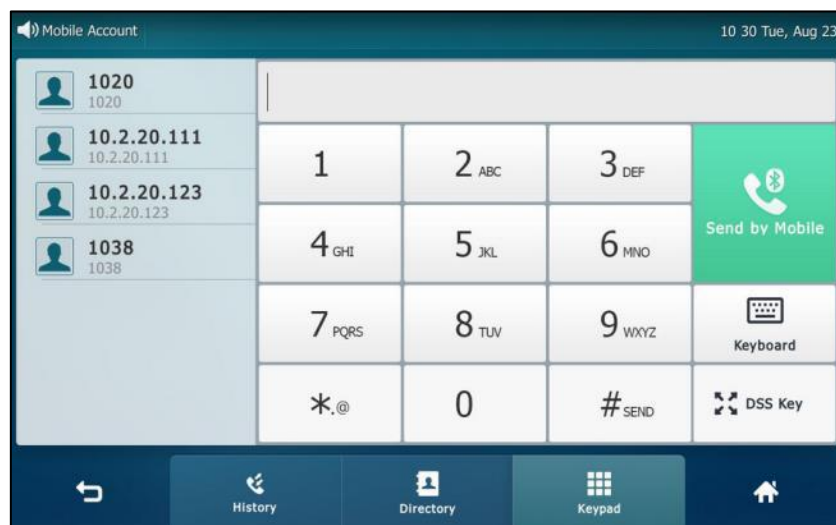 Mobile Account
10 30 Tue, Aug 23
1020
1020
10.2.20.111
10.2.20.111
10.2.20.123
10.2.20.123
1038
1038
1
2 ABC
3 DEF
Send by Mobile
4 GHI
5 JKL
6 MNO
7 PQRS
8 TUV
9 WXYZ
Keyboard
*.@
0
# SEND
DSS Key
History
Directory
Keypad